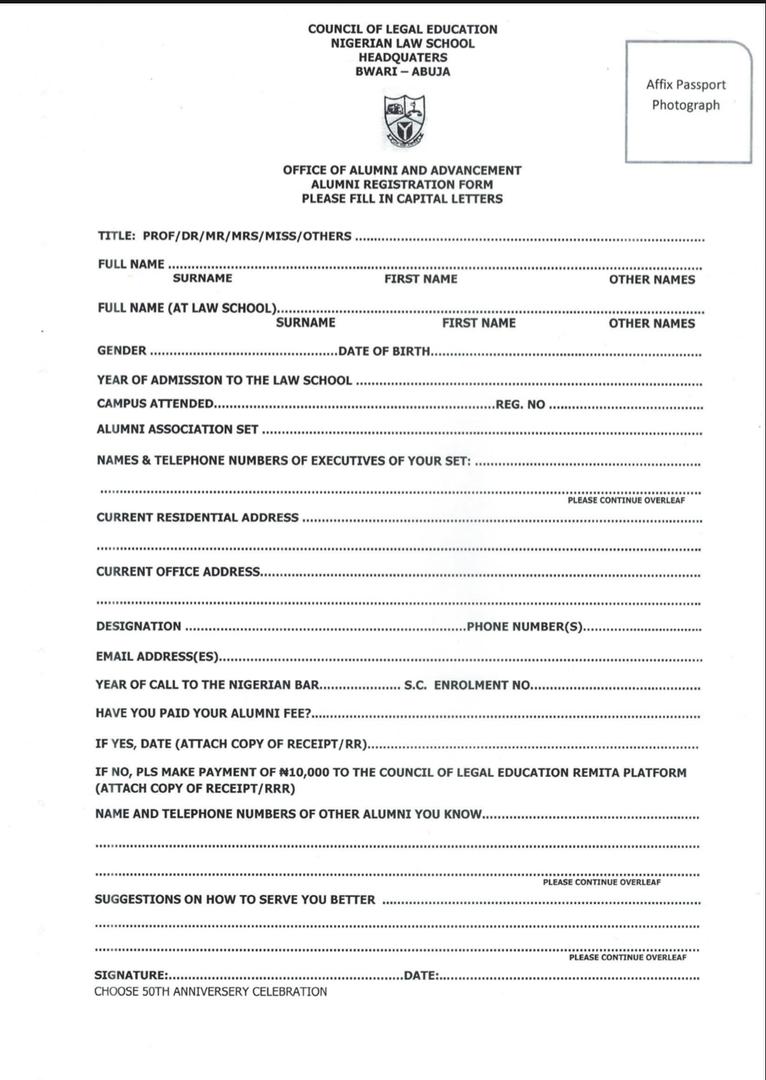 COUNCIL OF LEGAL EDUCATION
NIGERIAN LAW SCHOOL
HEADQUATERS
BWARI – ABUJA
Affix Passport
Photograph
OFFICE OF ALUMNI AND ADVANCEMENT
ALUMNI REGISTRATION FORM
PLEASE FILL IN CAPITAL LETTERS
TITLE: PROF/DR/MR/MRS/MISS/OTHERS
FULL NAME
SURNAME FIRST NAME OTHER NAMES
FULL NAME (AT LAW SCHOOL)
SURNAME FIRST NAME OTHER NAMES
GENDER DATE OF BIRTH
YEAR OF ADMISSION TO THE LAW SCHOOL
CAMPUS ATTENDED REG. NO
ALUMNI ASSOCIATION SET
NAMES & TELEPHONE NUMBERS OF EXECUTIVES OF YOUR SET:
PLEASE CONTINUE OVERLEAF
CURRENT RESIDENTIAL ADDRESS
CURRENT OFFICE ADDRESS
DESIGNATION PHONE NUMBER(S)
EMAIL ADDRESS(ES)
YEAR OF CALL TO THE NIGERIAN BAR S.C. ENROLMENT NO
HAVE YOU PAID YOUR ALUMNI FEE?
IF YES, DATE (ATTACH COPY OF RECEIPT/RR)
IF NO, PLS MAKE PAYMENT OF ₦10,000 TO THE COUNCIL OF LEGAL EDUCATION REMITA PLATFORM
(ATTACH COPY OF RECEIPT/RRR)
NAME AND TELEPHONE NUMBERS OF OTHER ALUMNI YOU KNOW
PLEASE CONTINUE OVERLEAF
SUGGESTIONS ON HOW TO SERVE YOU BETTER
PLEASE CONTINUE OVERLEAF
SIGNATURE: DATE:
CHOOSE 50TH ANNIVERSERY CELEBRATION